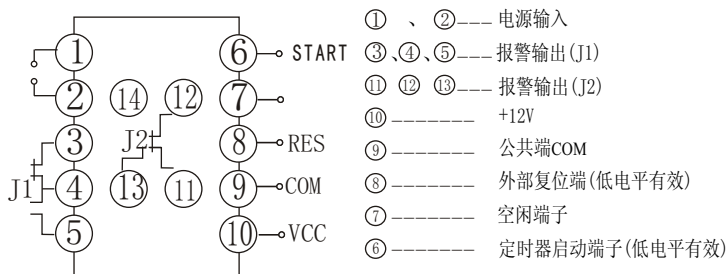 ① ⑥ START
② ⑭ ⑫ ⑦
③ J2 ⑧ RES
J1 ④ ⑬ ⑪ ⑨ COM
⑤ ⑩ VCC
① 、 ②--- 电源输入
③、④、⑤--- 报警输出(J1)
⑪ ⑫ ⑬--- 报警输出(J2)
⑩ ------- +12V
⑨ ------- 公共端COM
⑧ ------- 外部复位端(低电平有效)
⑦ ------- 空闲端子
⑥ ------- 定时器启动端子(低电平有效)